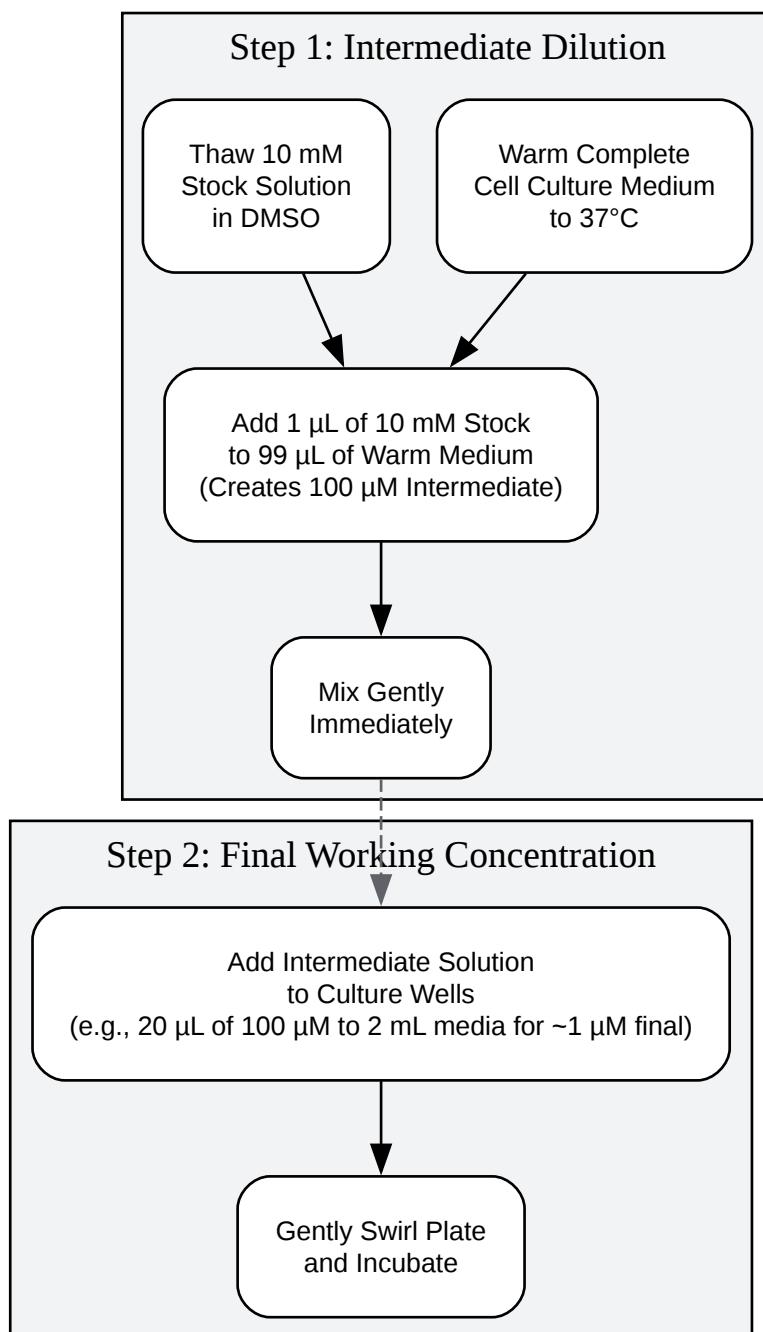 Step 1: Intermediate Dilution
Thaw 10 mM
Stock Solution
in DMSO
Warm Complete
Cell Culture Medium
to 37°C
Add 1 µL of 10 mM Stock
to 99 µL of Warm Medium
(Creates 100 µM Intermediate)
Mix Gently
Immediately
Step 2: Final Working Concentration
Add Intermediate Solution
to Culture Wells
(e.g., 20 µL of 100 µM to 2 mL media for ~1 µM final)
Gently Swirl Plate
and Incubate